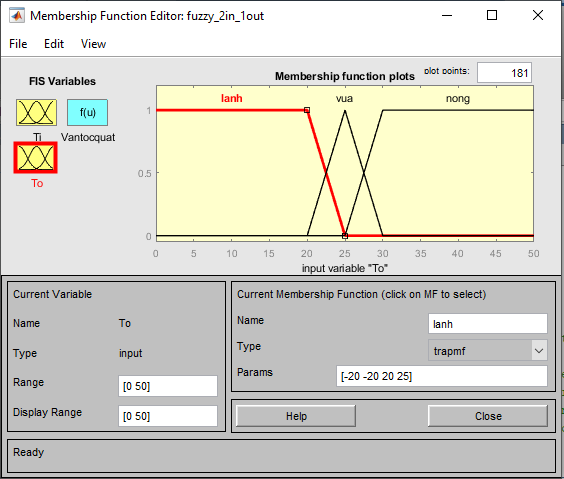 Membership Function Editor: fuzzy_2in_1out
File Edit View
FIS Variables
f(u)
Ti Vantocquat
To
Membership function plots plot points: 181
lanh vua nong
1
0.5
0
0 5 10 15 20 25 30 35 40 45 50
input variable "To"
Current Variable
Name To
Type input
Range [0 50]
Display Range [0 50]
Current Membership Function (click on MF to select)
Name lanh
Type trapmf
Params [-20 -20 20 25]
Help Close
Ready